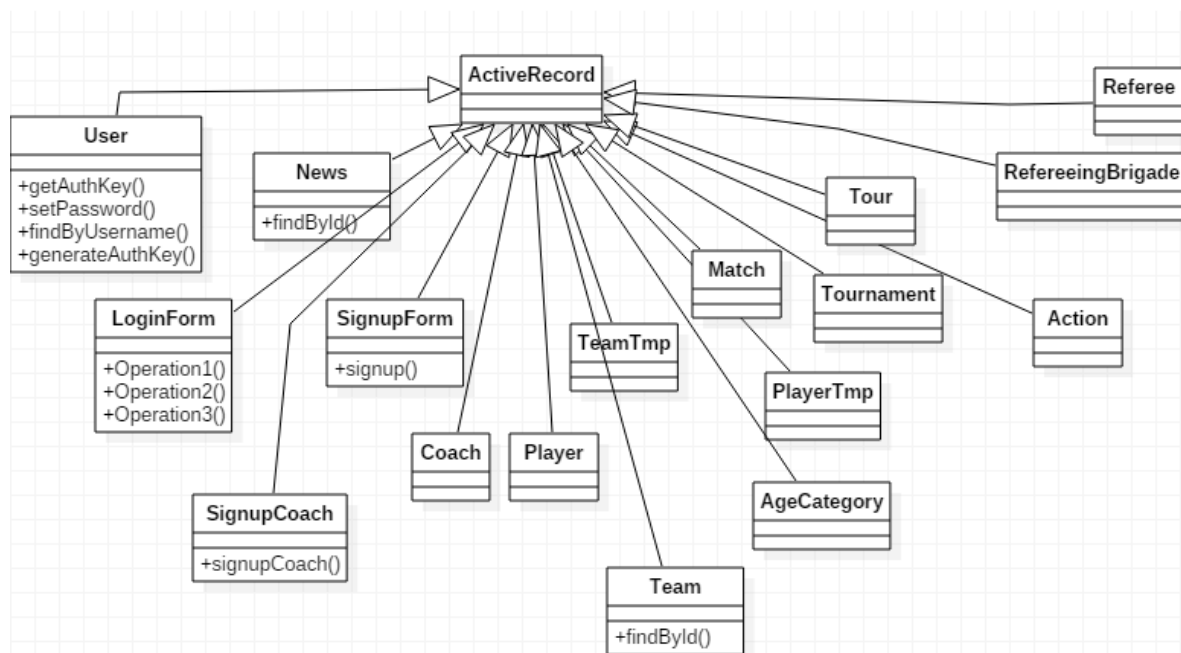 ActiveRecord
Referee
User
+getAuthKey()
+setPassword()
+findByUsername()
+generateAuthKey()
News
+findById()
RefereeingBrigade
Tour
Match
Tournament
Action
LoginForm
+Operation1()
+Operation2()
+Operation3()
SignupForm
+signup()
TeamTmp
PlayerTmp
Coach
Player
AgeCategory
SignupCoach
+signupCoach()
Team
+findById()